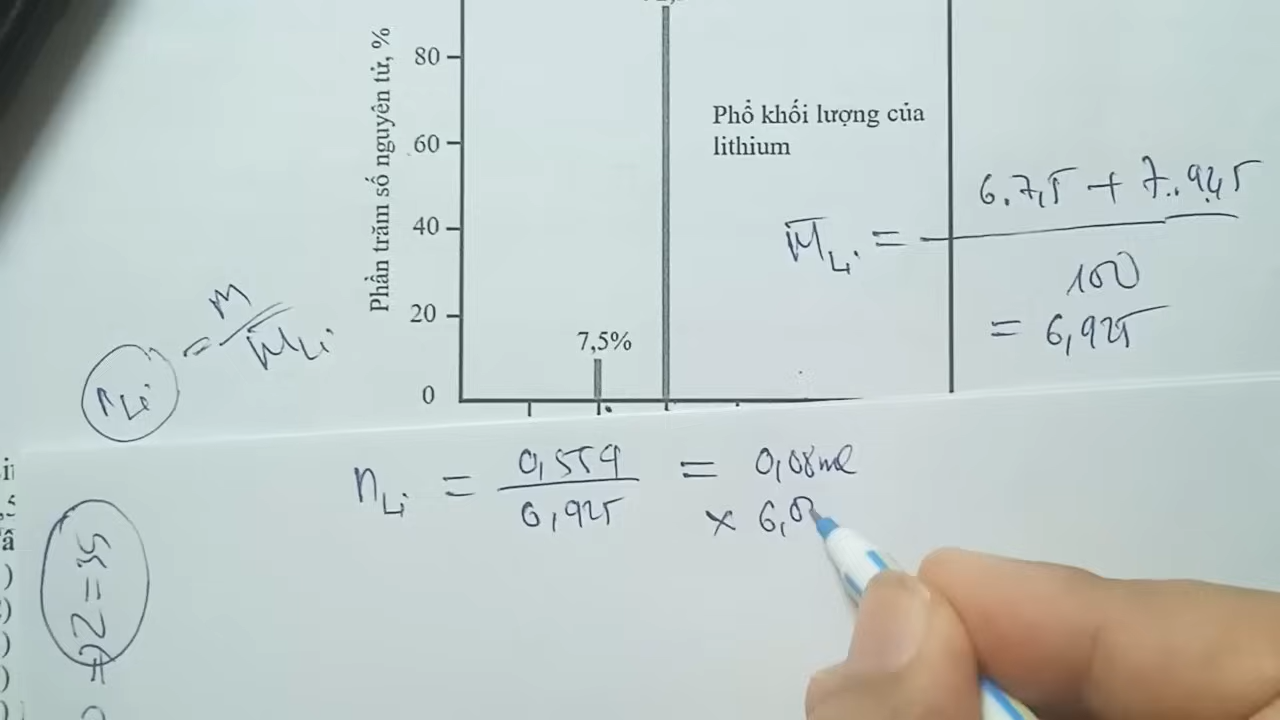 Phần trăm số nguyên tử, %
80
60
40
20
0
7,5%
Phổ khối lượng của
lithium
M̅Li = 6.7,5 + 7.92,5 / 100
= 6,925
nLi = m / M̅Li
nLi = 0,554 / 6,925 = 0,08 mol
× 6,0
⇒ Z = 35